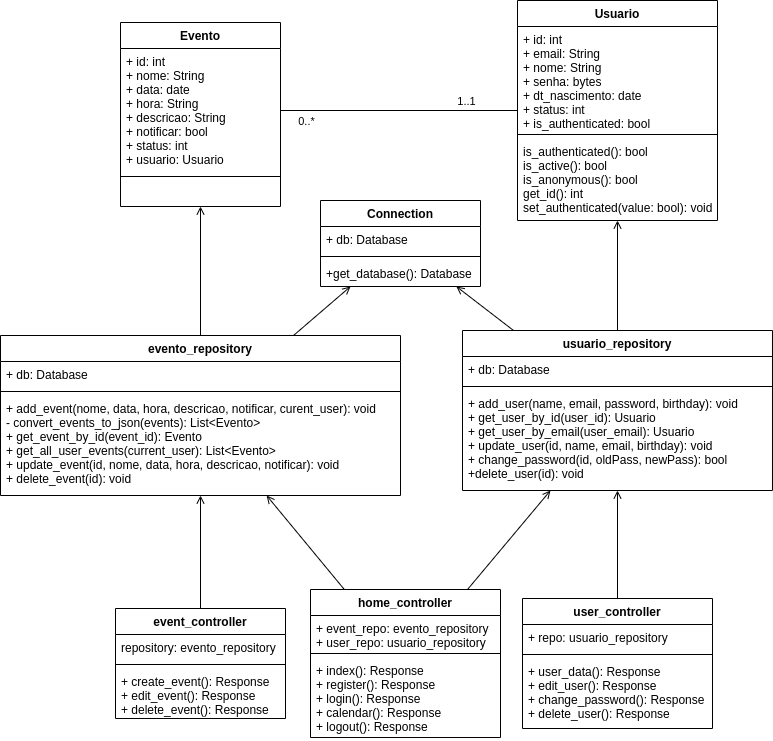 Evento
+ id: int
+ nome: String
+ data: date
+ hora: String
+ descricao: String
+ notificar: bool
+ status: int
+ usuario: Usuario
0..*
1..1
Usuario
+ id: int
+ email: String
+ nome: String
+ senha: bytes
+ dt_nascimento: date
+ status: int
+ is_authenticated: bool
is_authenticated(): bool
is_active(): bool
is_anonymous(): bool
get_id(): int
set_authenticated(value: bool): void
Connection
+ db: Database
+get_database(): Database
evento_repository
+ db: Database
+ add_event(nome, data, hora, descricao, notificar, curent_user): void
- convert_events_to_json(events): List<Evento>
+ get_event_by_id(event_id): Evento
+ get_all_user_events(current_user): List<Evento>
+ update_event(id, nome, data, hora, descricao, notificar): void
+ delete_event(id): void
usuario_repository
+ db: Database
+ add_user(name, email, password, birthday): void
+ get_user_by_id(user_id): Usuario
+ get_user_by_email(user_email): Usuario
+ update_user(id, name, email, birthday): void
+ change_password(id, oldPass, newPass): bool
+delete_user(id): void
event_controller
repository: evento_repository
+ create_event(): Response
+ edit_event(): Response
+ delete_event(): Response
home_controller
+ event_repo: evento_repository
+ user_repo: usuario_repository
+ index(): Response
+ register(): Response
+ login(): Response
+ calendar(): Response
+ logout(): Response
user_controller
+ repo: usuario_repository
+ user_data(): Response
+ edit_user(): Response
+ change_password(): Response
+ delete_user(): Response